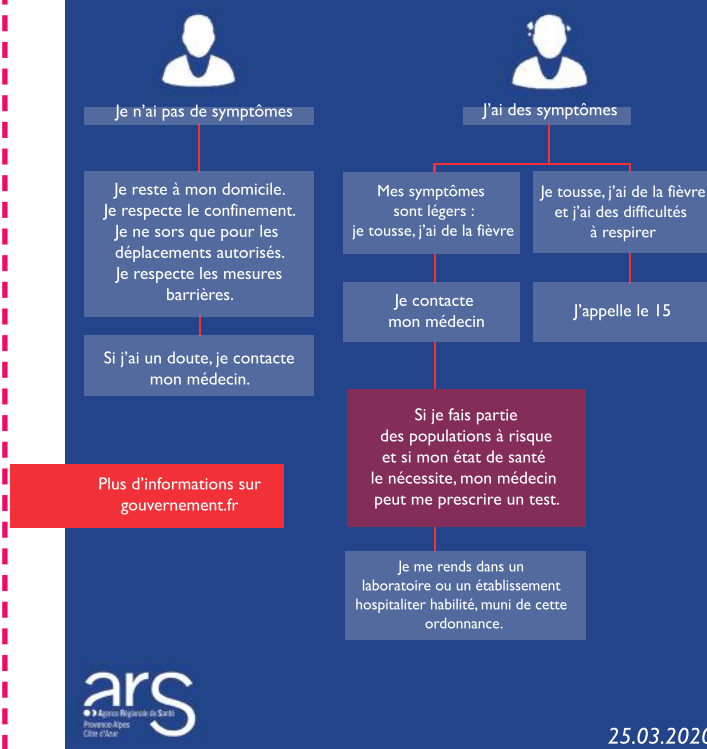 Je n'ai pas de symptômes
Je reste à mon domicile.
Je respecte le confinement.
Je ne sors que pour les
déplacements autorisés.
Je respecte les mesures
barrières.
Si j'ai un doute, je contacte
mon médecin.
Plus d'informations sur
gouvernement.fr
J'ai des symptômes
Mes symptômes
sont légers :
je tousse, j'ai de la fièvre
Je contacte
mon médecin
Si je fais partie
des populations à risque
et si mon état de santé
le nécessite, mon médecin
peut me prescrire un test.
Je me rends dans un
laboratoire ou un établissement
hospitaliter habilité, muni de cette
ordonnance.
Je tousse, j'ai de la fièvre
et j'ai des difficultés
à respirer
J'appelle le 15
ars
Agence Régionale de Santé
Provence-Alpes
Côte d'Azur
25.03.2020